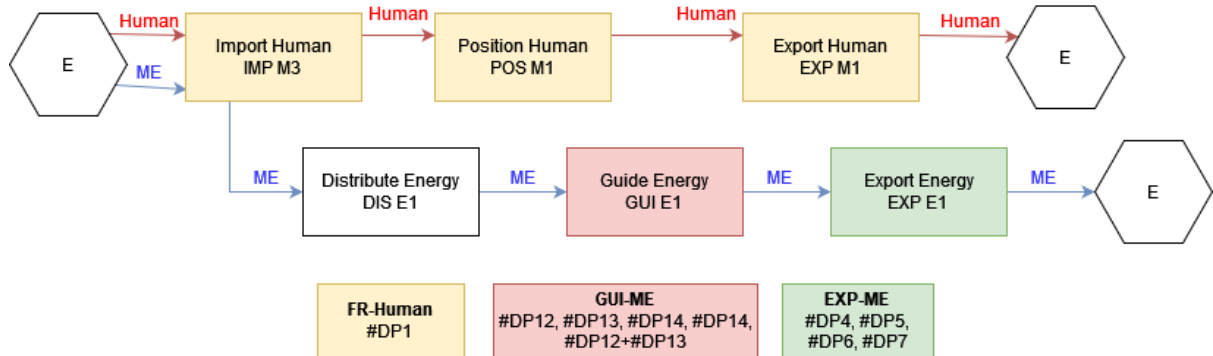 Human
Human
Human
Human
E
Import Human
IMP M3
Position Human
POS M1
Export Human
EXP M1
E
ME
ME
ME
ME
ME
Distribute Energy
DIS E1
Guide Energy
GUI E1
Export Energy
EXP E1
E
FR-Human
#DP1
GUI-ME
#DP12, #DP13, #DP14, #DP14,
#DP12+#DP13
EXP-ME
#DP4, #DP5,
#DP6, #DP7